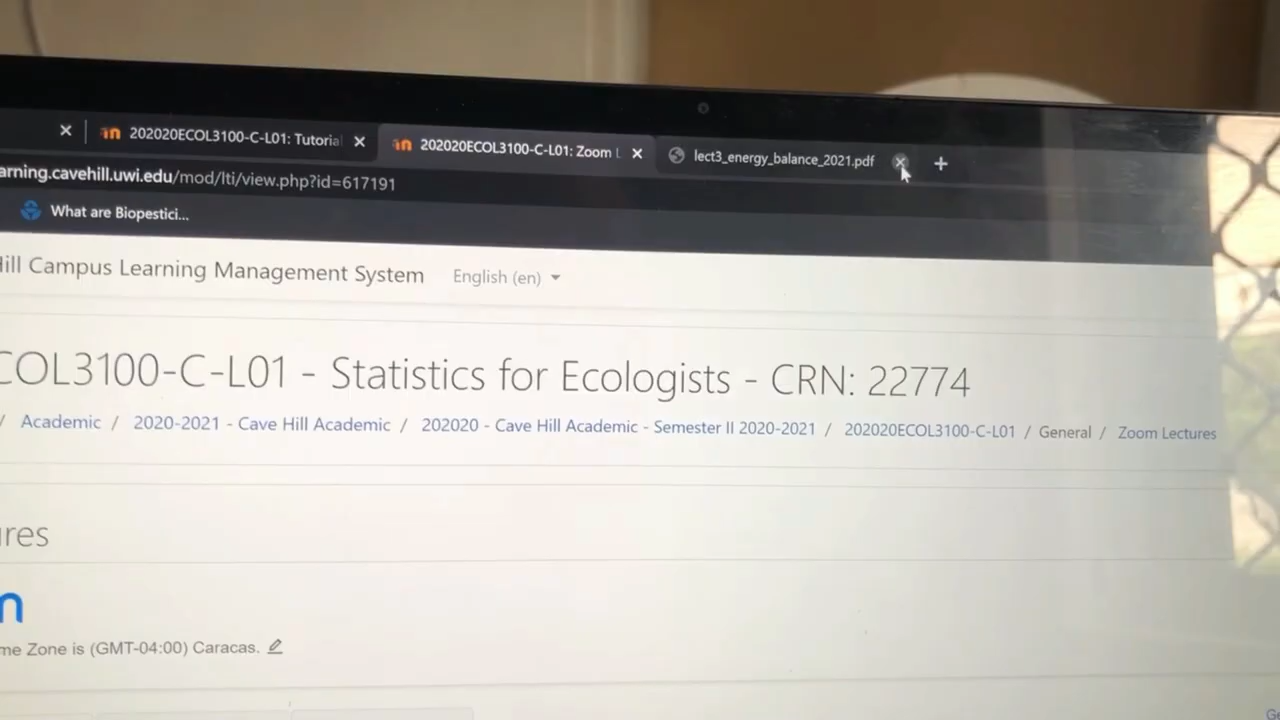 202020ECOL3100-C-L01: Tutorial
202020ECOL3100-C-L01: Zoom L
lect3_energy_balance_2021.pdf
arning.cavehill.uwi.edu/mod/lti/view.php?id=617191
What are Biopestici...
Hill Campus Learning Management System English (en)
COL3100-C-L01 - Statistics for Ecologists - CRN: 22774
/ Academic / 2020-2021 - Cave Hill Academic / 202020 - Cave Hill Academic - Semester II 2020-2021 / 202020ECOL3100-C-L01 / General / Zoom Lectures
ures
m
me Zone is (GMT-04:00) Caracas.